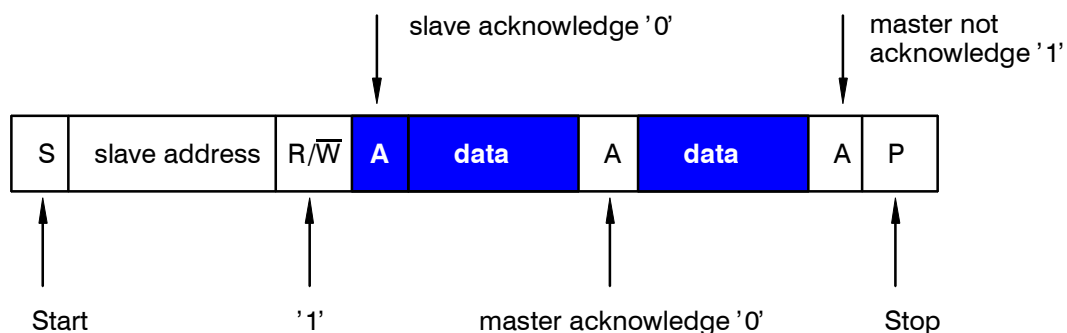 slave acknowledge '0'
master not
acknowledge '1'
S slave address R/W̅ A data A data A P
Start '1' master acknowledge '0' Stop